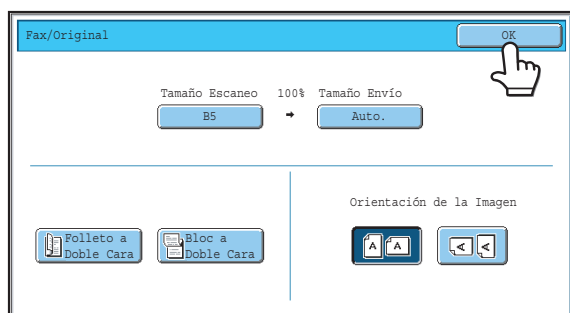 Fax/Original
OK
Tamaño Escaneo 100% Tamaño Envío
B5 → Auto.
Orientación de la Imagen
Folleto a
Doble Cara
Bloc a
Doble Cara
A A
A A